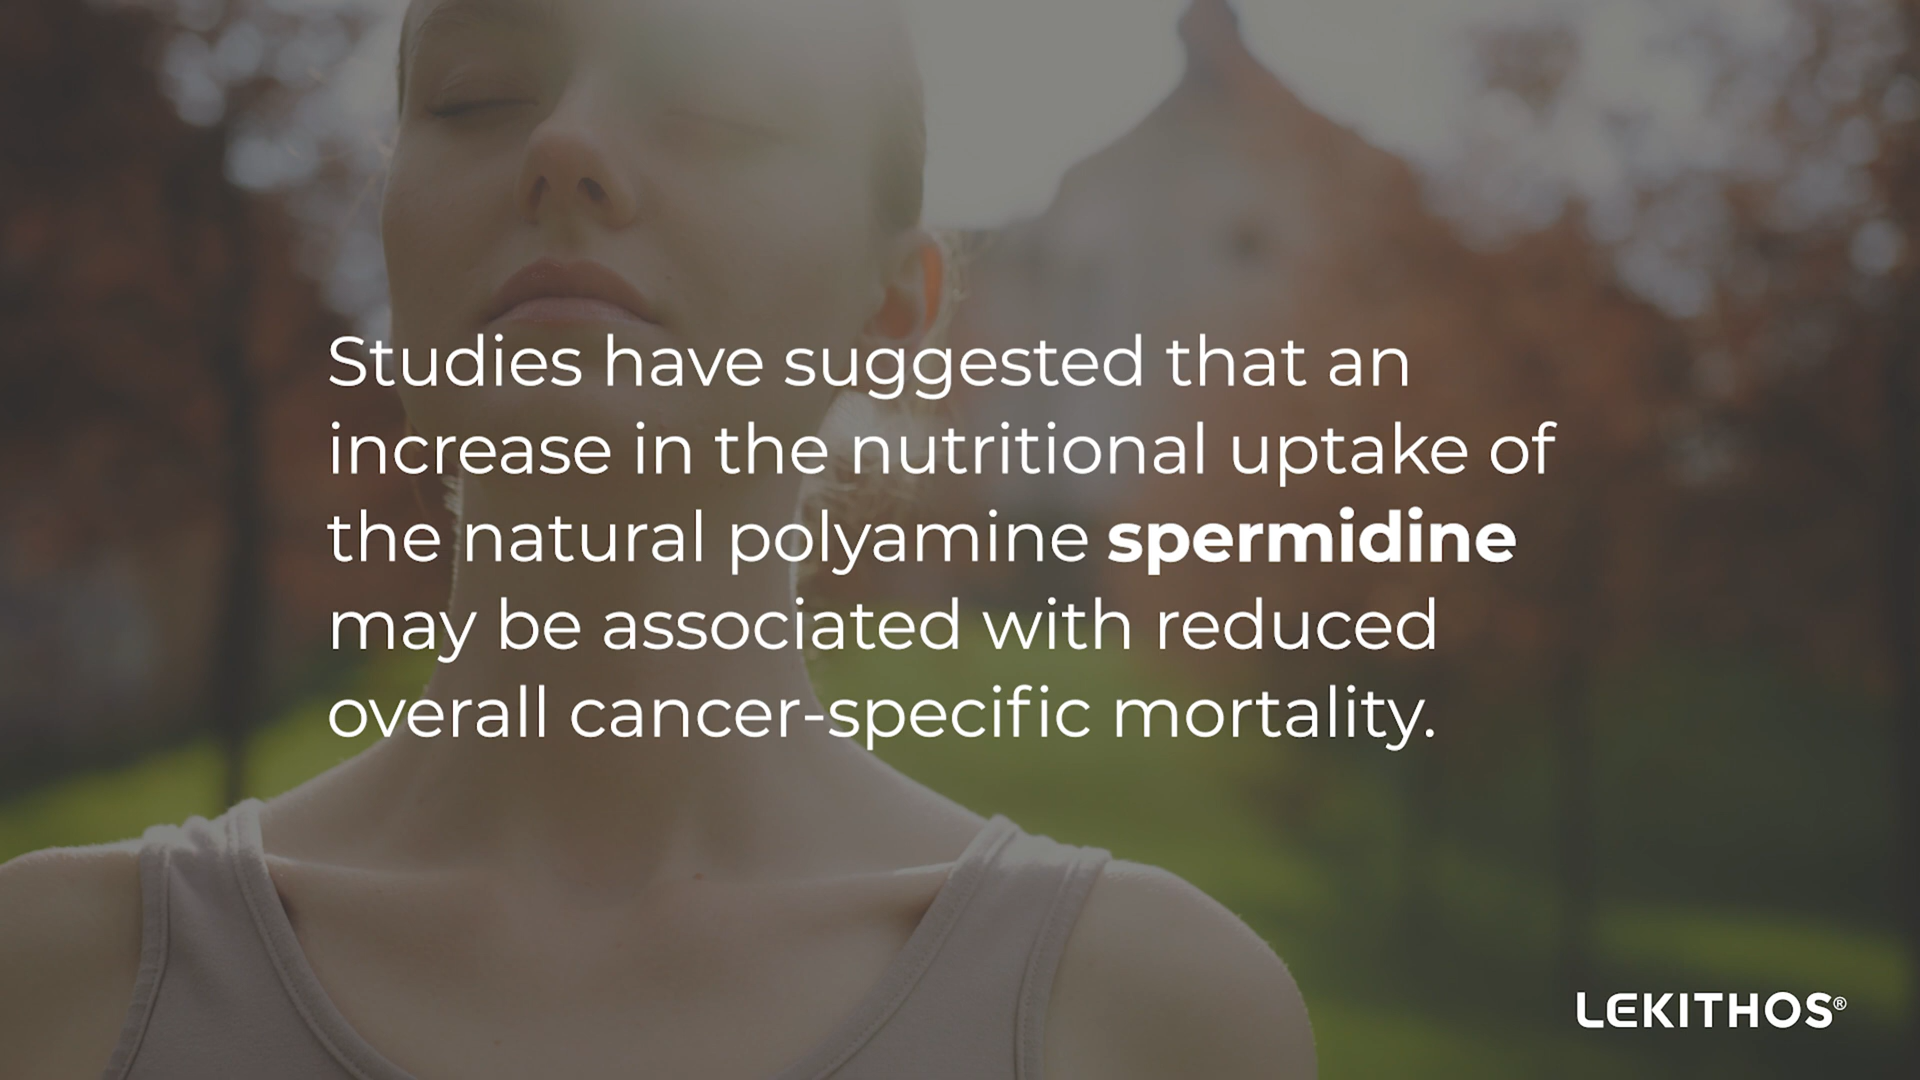 Studies have suggested that an
increase in the nutritional uptake of
the natural polyamine spermidine
may be associated with reduced
overall cancer-specific mortality.
LEKITHOS®